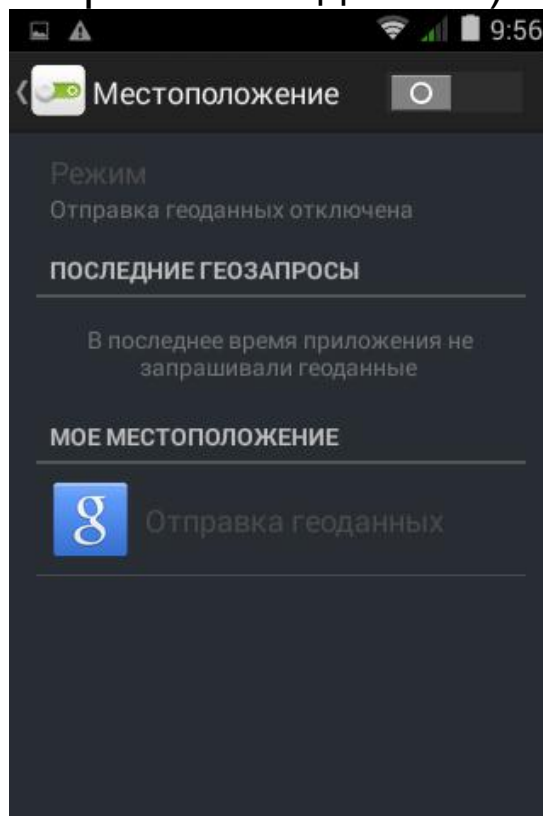 9:56
Местоположение
Режим
Отправка геоданных отключена
ПОСЛЕДНИЕ ГЕОЗАПРОСЫ
В последнее время приложения не
запрашивали геоданные
МОЕ МЕСТОПОЛОЖЕНИЕ
g Отправка геоданных